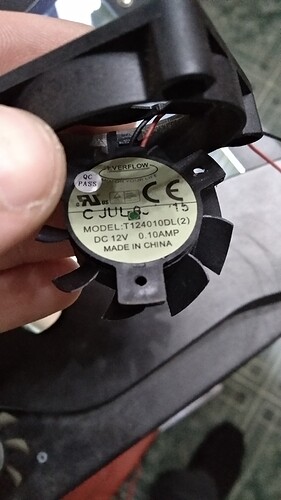 EVERFLOW
QC
PASS
CE
C JUL 15
MODEL:T124010DL(2)
DC 12V 0.10AMP
MADE IN CHINA